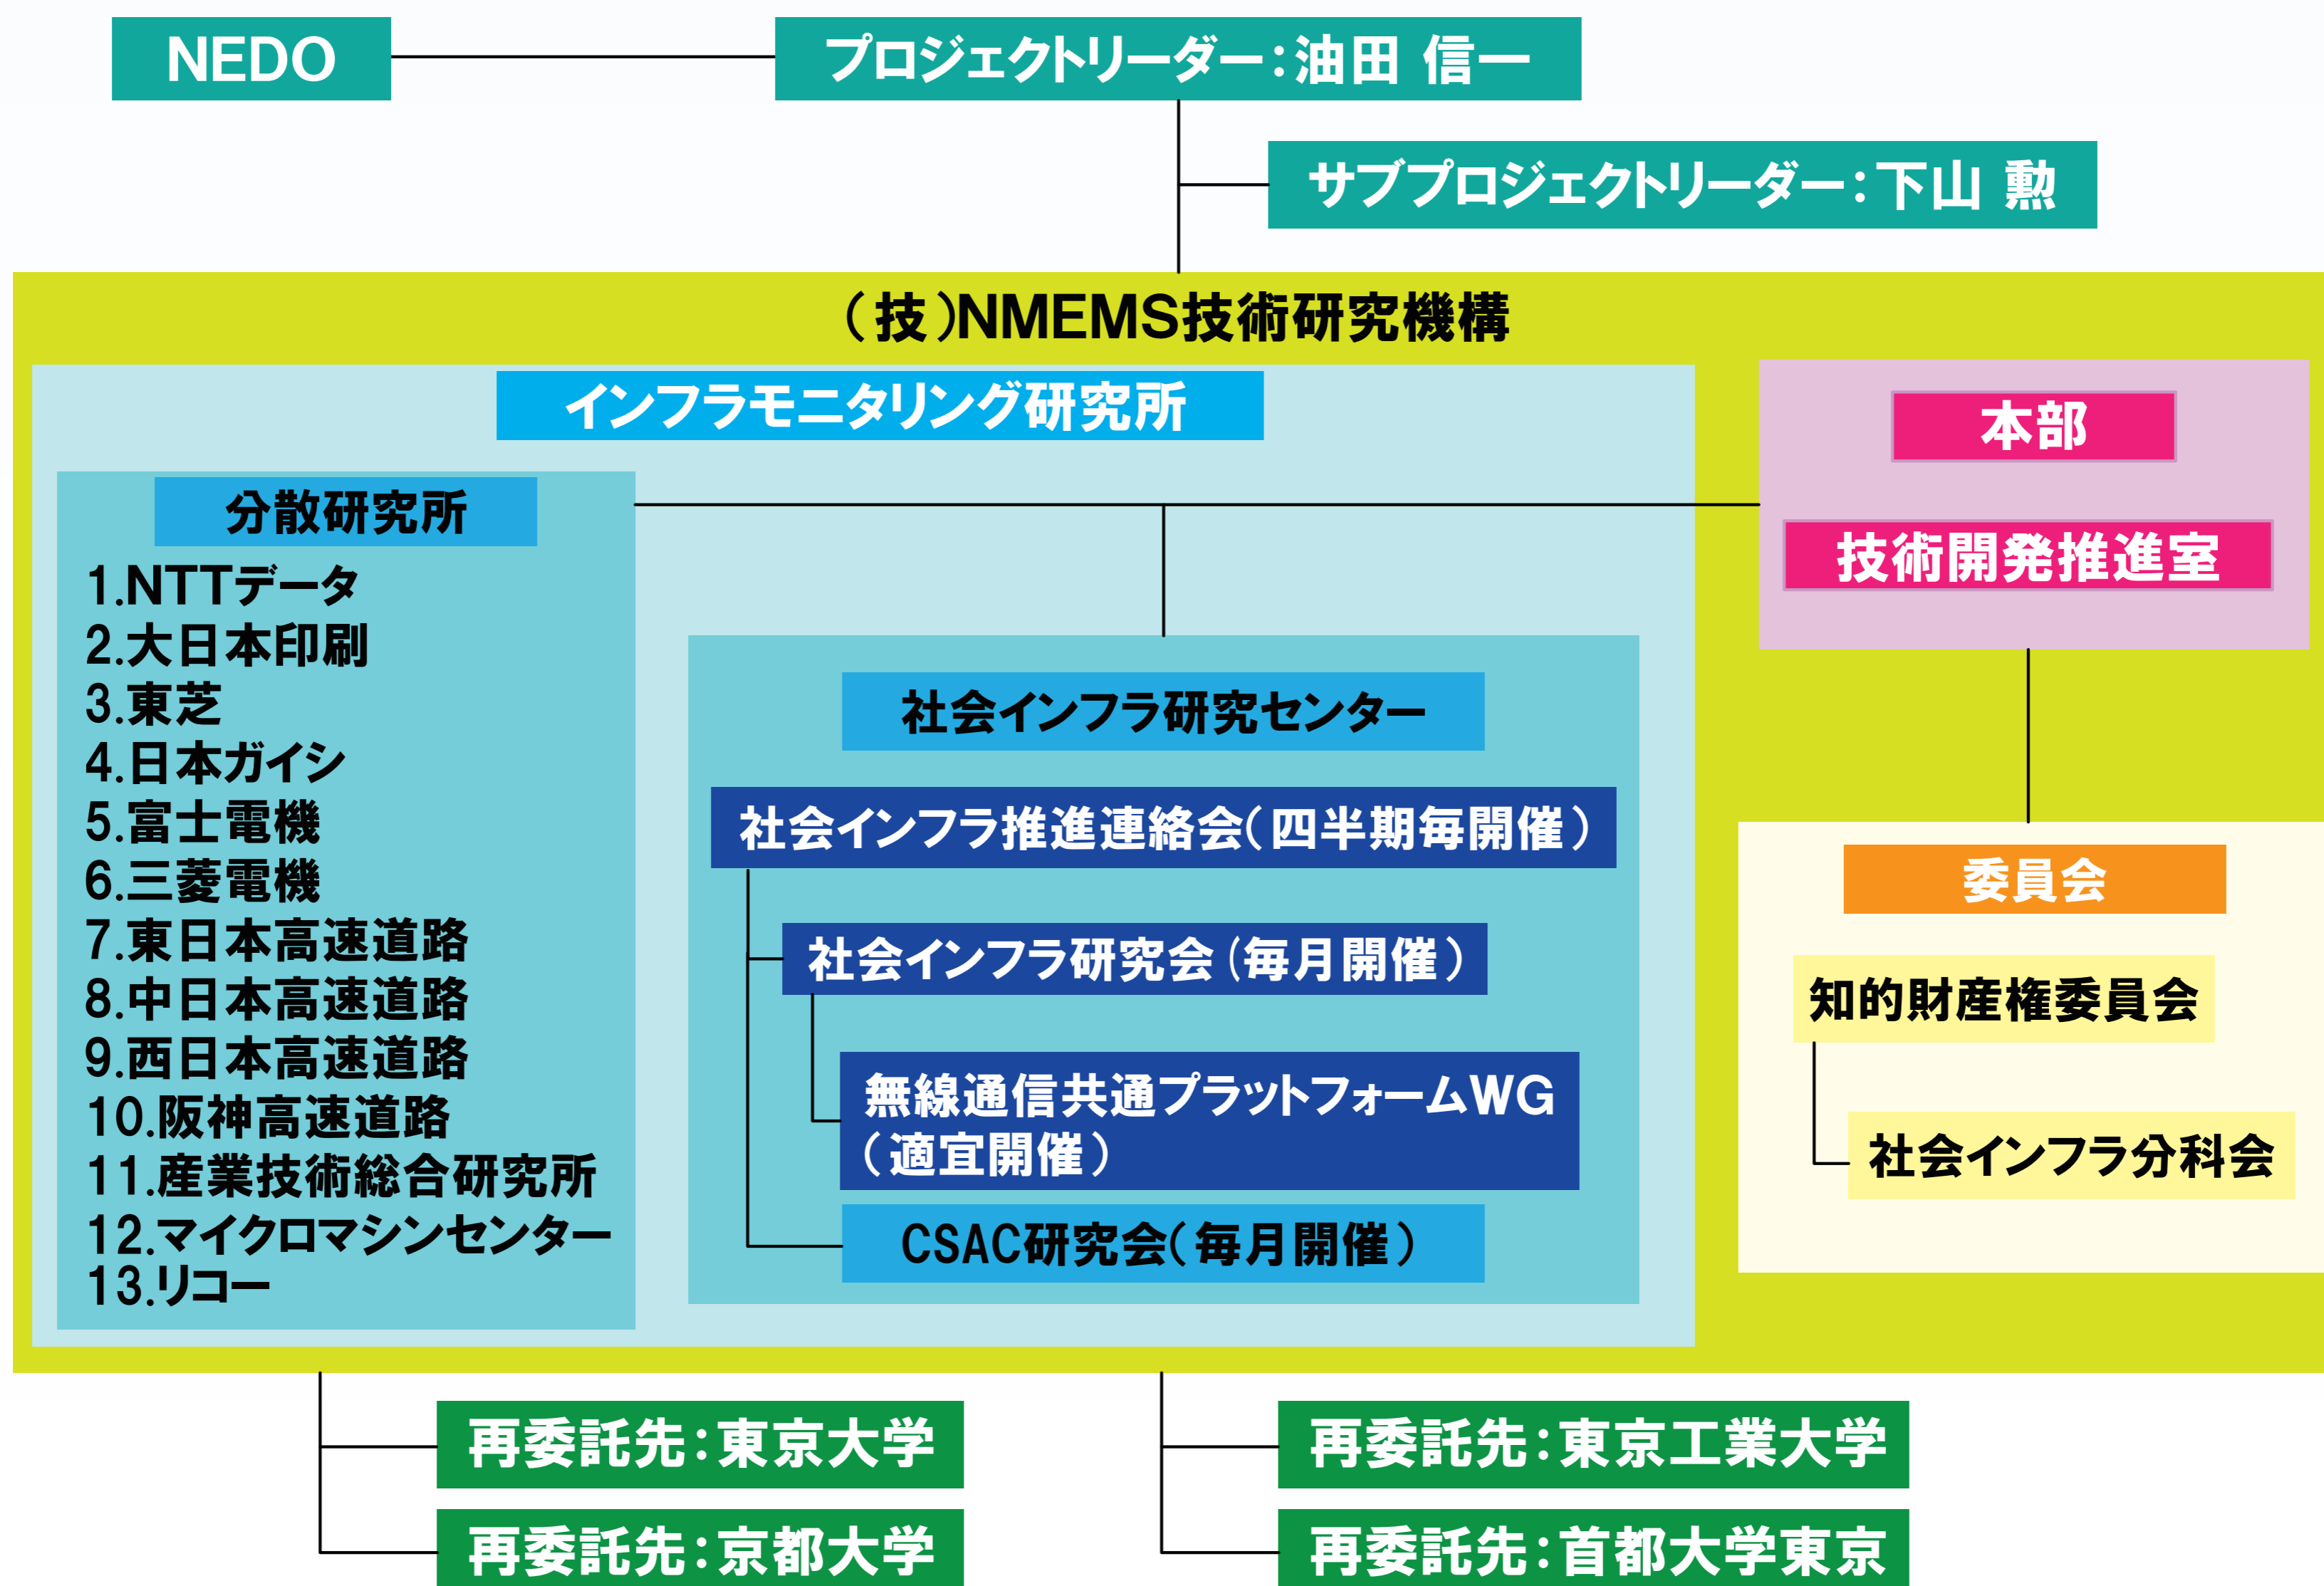 NEDO
プロジェクトリーダー：油田 信一
サブプロジェクトリーダー：下山 勲
（技）NMEMS技術研究機構
インフラモニタリング研究所
分散研究所
1.NTTデータ
2.大日本印刷
3.東芝
4.日本ガイシ
5.富士電機
6.三菱電機
7.東日本高速道路
8.中日本高速道路
9.西日本高速道路
10.阪神高速道路
11.産業技術総合研究所
12.マイクロマシンセンター
13.リコー
社会インフラ研究センター
社会インフラ推進連絡会（四半期毎開催）
社会インフラ研究会（毎月開催）
無線通信共通プラットフォームWG
（適宜開催）
CSAC研究会（毎月開催）
本部
技術開発推進室
委員会
知的財産権委員会
社会インフラ分科会
再委託先：東京大学
再委託先：京都大学
再委託先：東京工業大学
再委託先：首都大学東京